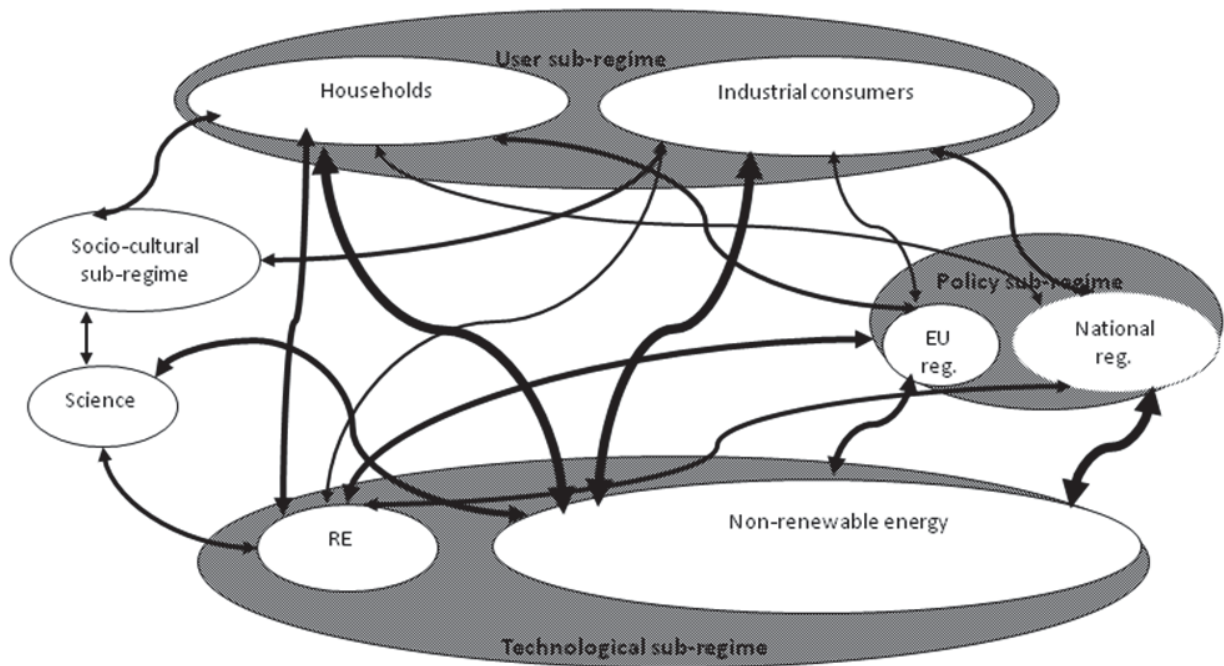 User sub-regime
Households
Industrial consumers
Socio-cultural
sub-regime
Policy sub-regime
EU
reg.
National
reg.
Science
RE
Non-renewable energy
Technological sub-regime